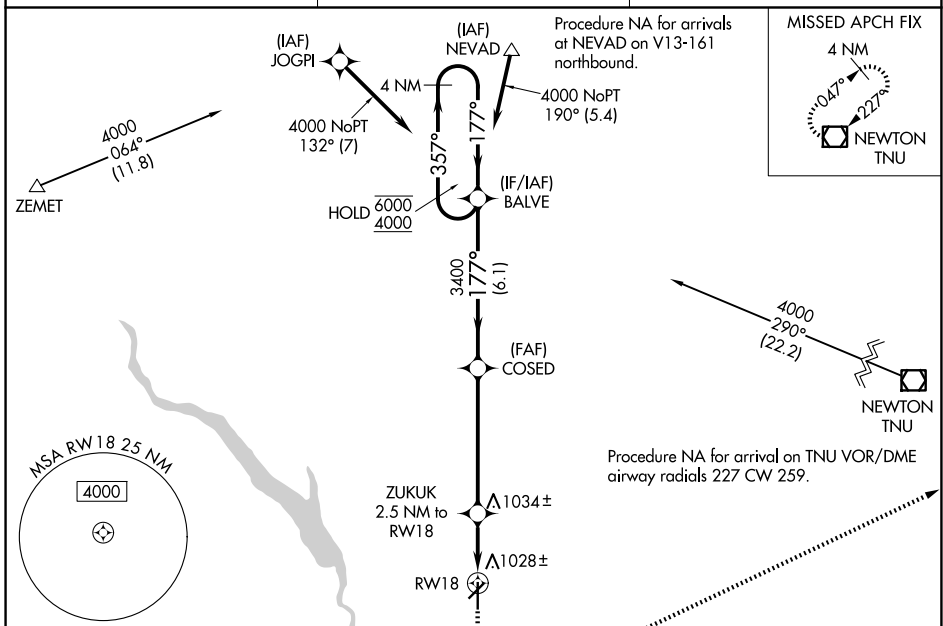 (IAF)
JOGPI
(IAF)
NEVAD
Procedure NA for arrivals
at NEVAD on V13-161
northbound.
MISSED APCH FIX
4 NM
047°
227°
NEWTON
TNU
4 NM
4000 NoPT
132° (7)
4000 NoPT
190° (5.4)
357°
177°
4000
064°
(11.8)
ZEMET
HOLD
6000
4000
(IF/IAF)
BALVE
3400
177°
(6.1)
4000
290°
(22.2)
(FAF)
COSED
NEWTON
TNU
MSA RW18 25 NM
4000
Procedure NA for arrival on TNU VOR/DME
airway radials 227 CW 259.
ZUKUK
2.5 NM to
RW18
1034±
1028±
RW18